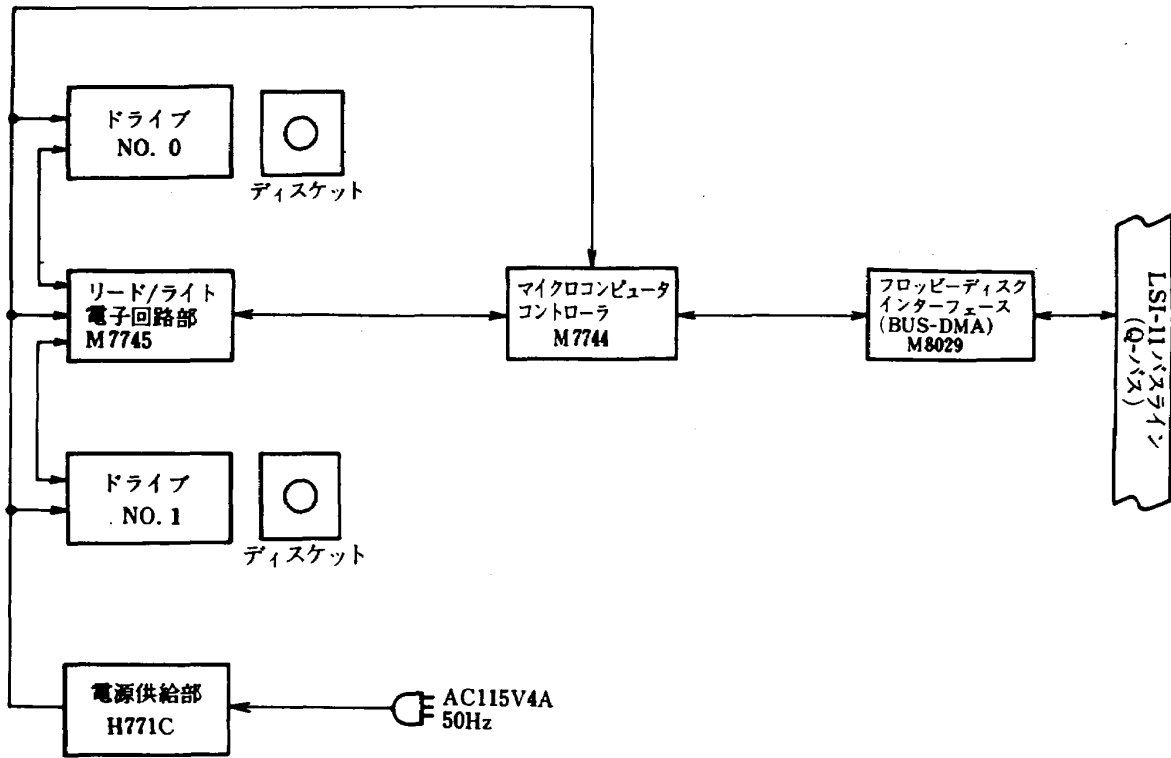 ドライブ
NO. 0
ディスケット
リード/ライト
電子回路部
M7745
マイクロコンピュータ
コントローラ
M7744
フロッピーディスク
インターフェース
(BUS-DMA)
M8029
LSI-11バスライン
(Q-バス)
ドライブ
NO. 1
ディスケット
電源供給部
H771C
AC115V4A
50Hz